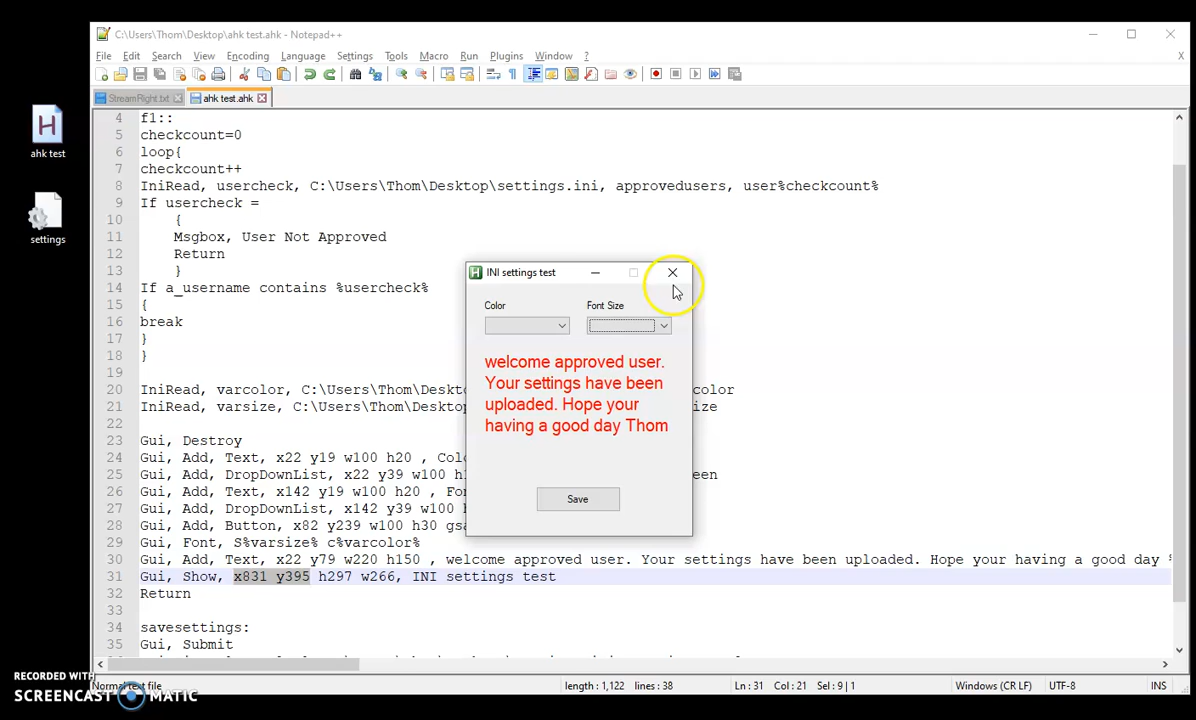 C:\Users\Thom\Desktop\ahk test.ahk - Notepad++
File Edit Search View Encoding Language Settings Tools Macro Run Plugins Window ? X
StreamRight.txt ahk test.ahk
H
ahk test
settings
4 f1::
5 checkcount=0
6 loop{
7 checkcount++
8 IniRead, usercheck, C:\Users\Thom\Desktop\settings.ini, approvedusers, user%checkcount%
9 If usercheck =
10 {
11 Msgbox, User Not Approved
12 Return
13 }
14 If a_username contains %usercheck%
15 {
16 break
17 }
18 }
19
20 IniRead, varcolor, C:\Users\Thom\Deskt color
21 IniRead, varsize, C:\Users\Thom\Deskto ize
22
23 Gui, Destroy
24 Gui, Add, Text, x22 y19 w100 h20 , Colo
25 Gui, Add, DropDownList, x22 y39 w100 h1 een
26 Gui, Add, Text, x142 y19 w100 h20 , Fon
27 Gui, Add, DropDownList, x142 y39 w100 h
28 Gui, Add, Button, x82 y239 w100 h30 gsa
29 Gui, Font, S%varsize% c%varcolor%
30 Gui, Add, Text, x22 y79 w220 h150 , welcome approved user. Your settings have been uploaded. Hope your having a good day
31 Gui, Show, x831 y395 h297 w266, INI settings test
32 Return
33
34 savesettings:
35 Gui, Submit
INI settings test
Color Font Size
welcome approved user.
Your settings have been
uploaded. Hope your
having a good day Thom
Save
Normal text file length : 1,122 lines : 38 Ln : 31 Col : 21 Sel : 9 | 1 Windows (CR LF) UTF-8 INS
RECORDED WITH
SCREENCAST MATIC